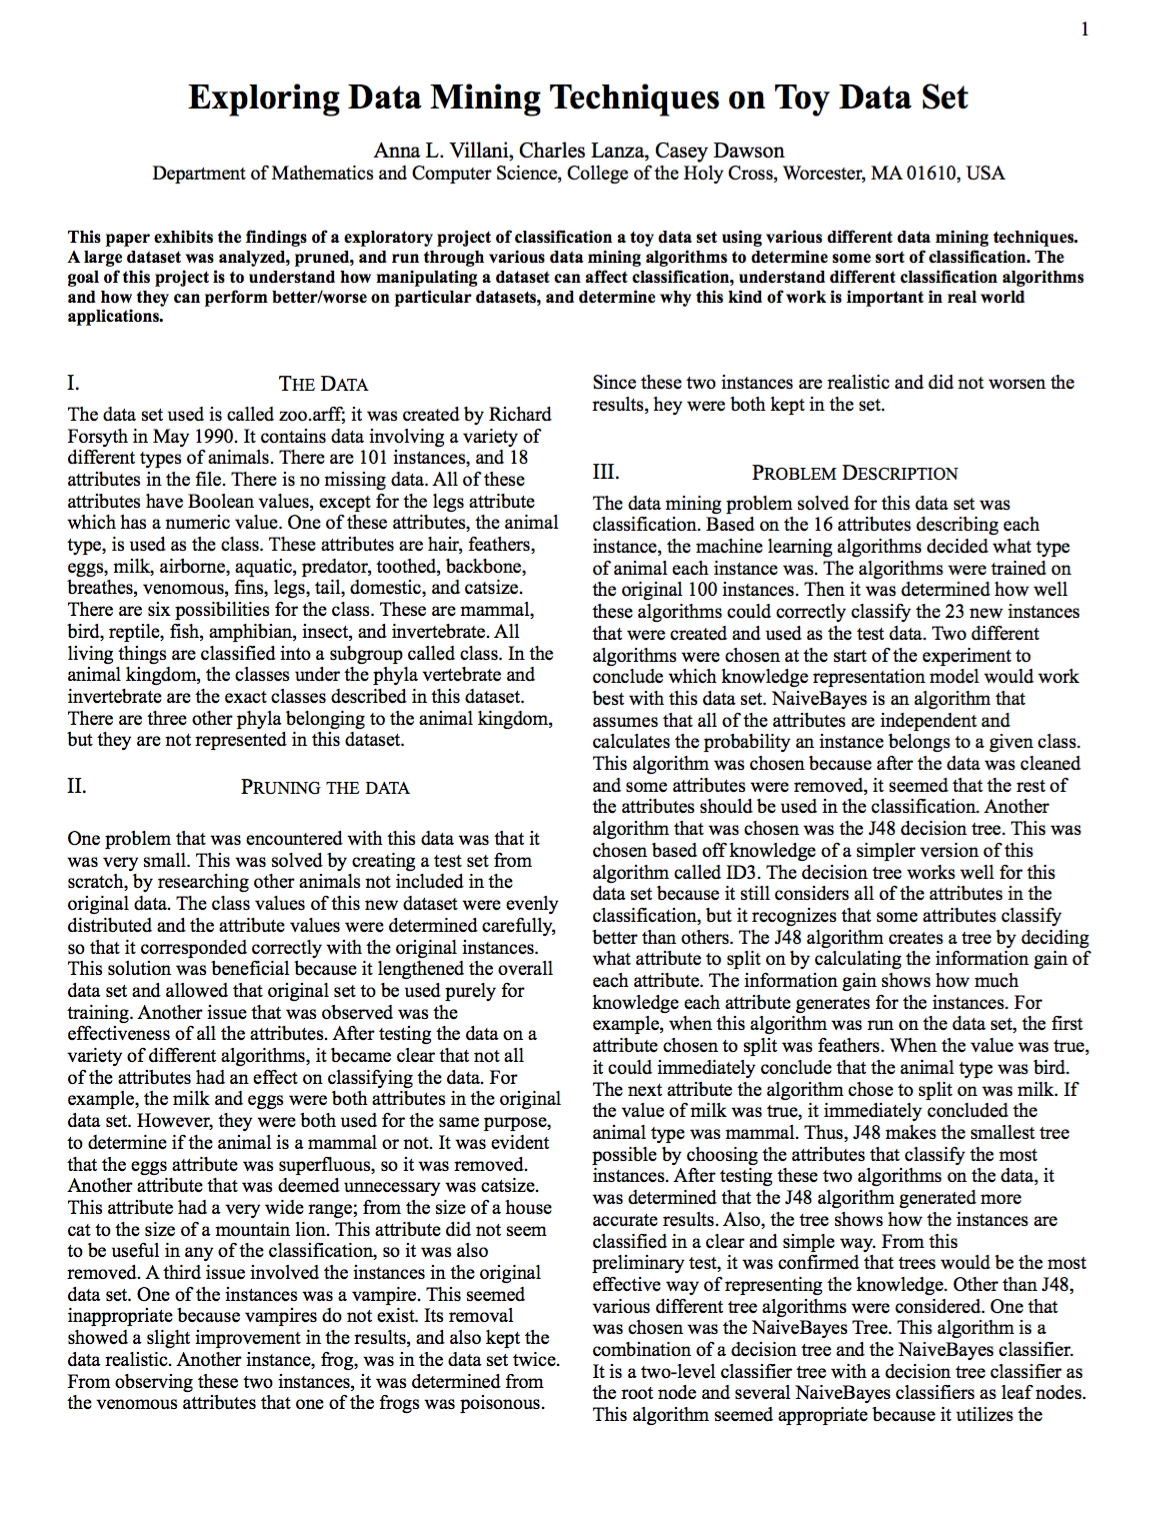 1
Exploring Data Mining Techniques on Toy Data Set
Anna L. Villani, Charles Lanza, Casey Dawson
Department of Mathematics and Computer Science, College of the Holy Cross, Worcester, MA 01610, USA
This paper exhibits the findings of a exploratory project of classification a toy data set using various different data mining techniques.
A large dataset was analyzed, pruned, and run through various data mining algorithms to determine some sort of classification. The
goal of this project is to understand how manipulating a dataset can affect classification, understand different classification algorithms
and how they can perform better/worse on particular datasets, and determine why this kind of work is important in real world
applications.
I. THE DATA
The data set used is called zoo.arff; it was created by Richard
Forsyth in May 1990. It contains data involving a variety of
different types of animals. There are 101 instances, and 18
attributes in the file. There is no missing data. All of these
attributes have Boolean values, except for the legs attribute
which has a numeric value. One of these attributes, the animal
type, is used as the class. These attributes are hair, feathers,
eggs, milk, airborne, aquatic, predator, toothed, backbone,
breathes, venomous, fins, legs, tail, domestic, and catsize.
There are six possibilities for the class. These are mammal,
bird, reptile, fish, amphibian, insect, and invertebrate. All
living things are classified into a subgroup called class. In the
animal kingdom, the classes under the phyla vertebrate and
invertebrate are the exact classes described in this dataset.
There are three other phyla belonging to the animal kingdom,
but they are not represented in this dataset.
II. PRUNING THE DATA
One problem that was encountered with this data was that it
was very small. This was solved by creating a test set from
scratch, by researching other animals not included in the
original data. The class values of this new dataset were evenly
distributed and the attribute values were determined carefully,
so that it corresponded correctly with the original instances.
This solution was beneficial because it lengthened the overall
data set and allowed that original set to be used purely for
training. Another issue that was observed was the
effectiveness of all the attributes. After testing the data on a
variety of different algorithms, it became clear that not all
of the attributes had an effect on classifying the data. For
example, the milk and eggs were both attributes in the original
data set. However, they were both used for the same purpose,
to determine if the animal is a mammal or not. It was evident
that the eggs attribute was superfluous, so it was removed.
Another attribute that was deemed unnecessary was catsize.
This attribute had a very wide range; from the size of a house
cat to the size of a mountain lion. This attribute did not seem
to be useful in any of the classification, so it was also
removed. A third issue involved the instances in the original
data set. One of the instances was a vampire. This seemed
inappropriate because vampires do not exist. Its removal
showed a slight improvement in the results, and also kept the
data realistic. Another instance, frog, was in the data set twice.
From observing these two instances, it was determined from
the venomous attributes that one of the frogs was poisonous.
Since these two instances are realistic and did not worsen the
results, hey were both kept in the set.
III. PROBLEM DESCRIPTION
The data mining problem solved for this data set was
classification. Based on the 16 attributes describing each
instance, the machine learning algorithms decided what type
of animal each instance was. The algorithms were trained on
the original 100 instances. Then it was determined how well
these algorithms could correctly classify the 23 new instances
that were created and used as the test data. Two different
algorithms were chosen at the start of the experiment to
conclude which knowledge representation model would work
best with this data set. NaiveBayes is an algorithm that
assumes that all of the attributes are independent and
calculates the probability an instance belongs to a given class.
This algorithm was chosen because after the data was cleaned
and some attributes were removed, it seemed that the rest of
the attributes should be used in the classification. Another
algorithm that was chosen was the J48 decision tree. This was
chosen based off knowledge of a simpler version of this
algorithm called ID3. The decision tree works well for this
data set because it still considers all of the attributes in the
classification, but it recognizes that some attributes classify
better than others. The J48 algorithm creates a tree by deciding
what attribute to split on by calculating the information gain of
each attribute. The information gain shows how much
knowledge each attribute generates for the instances. For
example, when this algorithm was run on the data set, the first
attribute chosen to split was feathers. When the value was true,
it could immediately conclude that the animal type was bird.
The next attribute the algorithm chose to split on was milk. If
the value of milk was true, it immediately concluded the
animal type was mammal. Thus, J48 makes the smallest tree
possible by choosing the attributes that classify the most
instances. After testing these two algorithms on the data, it
was determined that the J48 algorithm generated more
accurate results. Also, the tree shows how the instances are
classified in a clear and simple way. From this
preliminary test, it was confirmed that trees would be the most
effective way of representing the knowledge. Other than J48,
various different tree algorithms were considered. One that
was chosen was the NaiveBayes Tree. This algorithm is a
combination of a decision tree and the NaiveBayes classifier.
It is a two-level classifier tree with a decision tree classifier as
the root node and several NaiveBayes classifiers as leaf nodes.
This algorithm seemed appropriate because it utilizes the